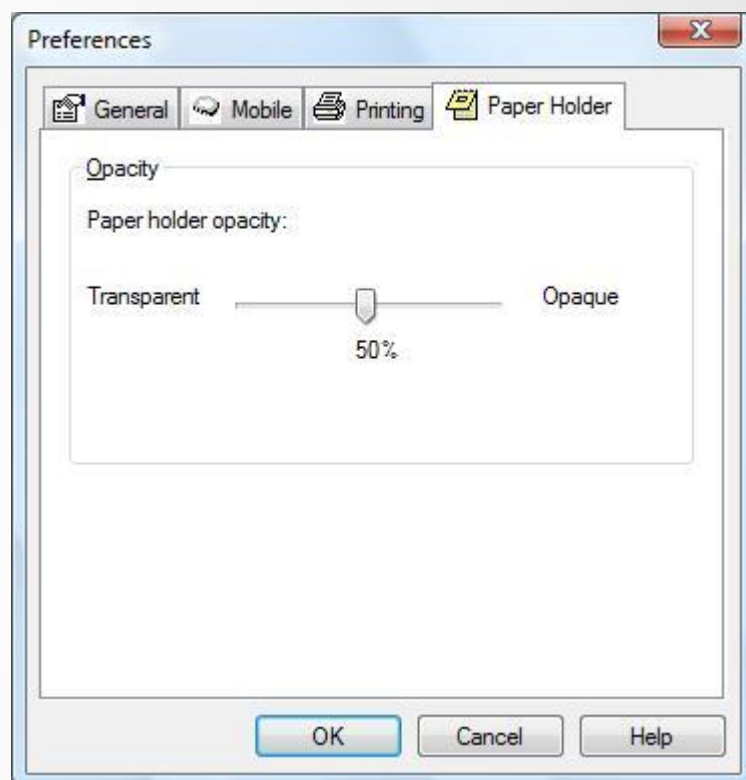 Preferences
General Mobile Printing Paper Holder
Opacity
Paper holder opacity:
Transparent Opaque
50%
OK Cancel Help